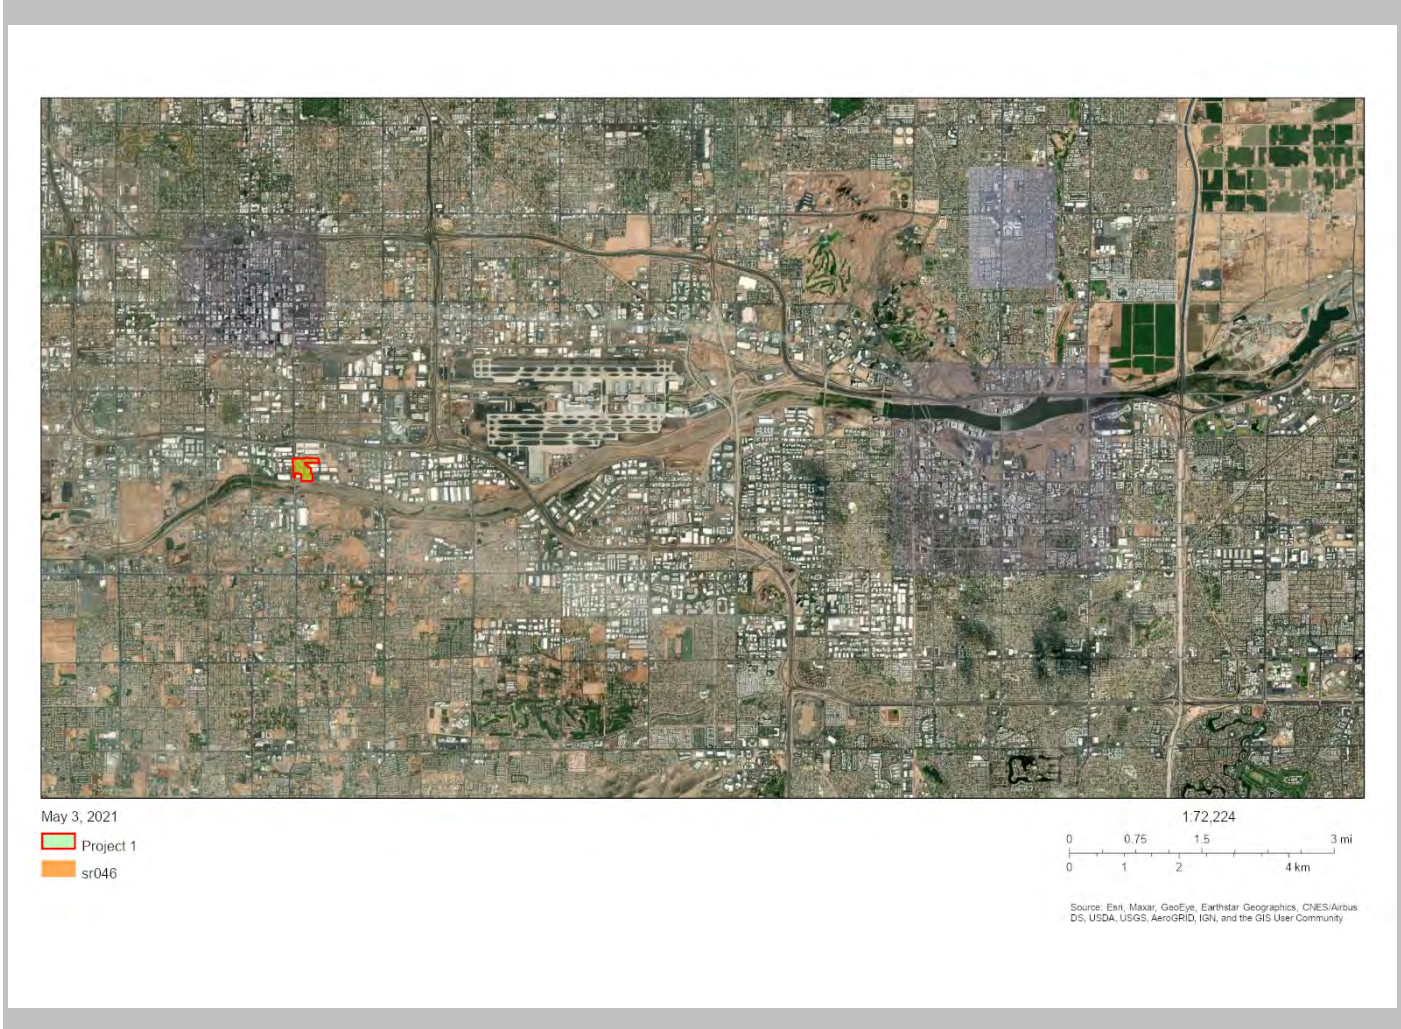 May 3, 2021
Project 1
sr046
1:72,224
0 0.75 1.5 3 mi
0 1 2 4 km
Source: Esri, Maxar, GeoEye, Earthstar Geographics, CNES/Airbus
DS, USDA, USGS, AeroGRID, IGN, and the GIS User Community